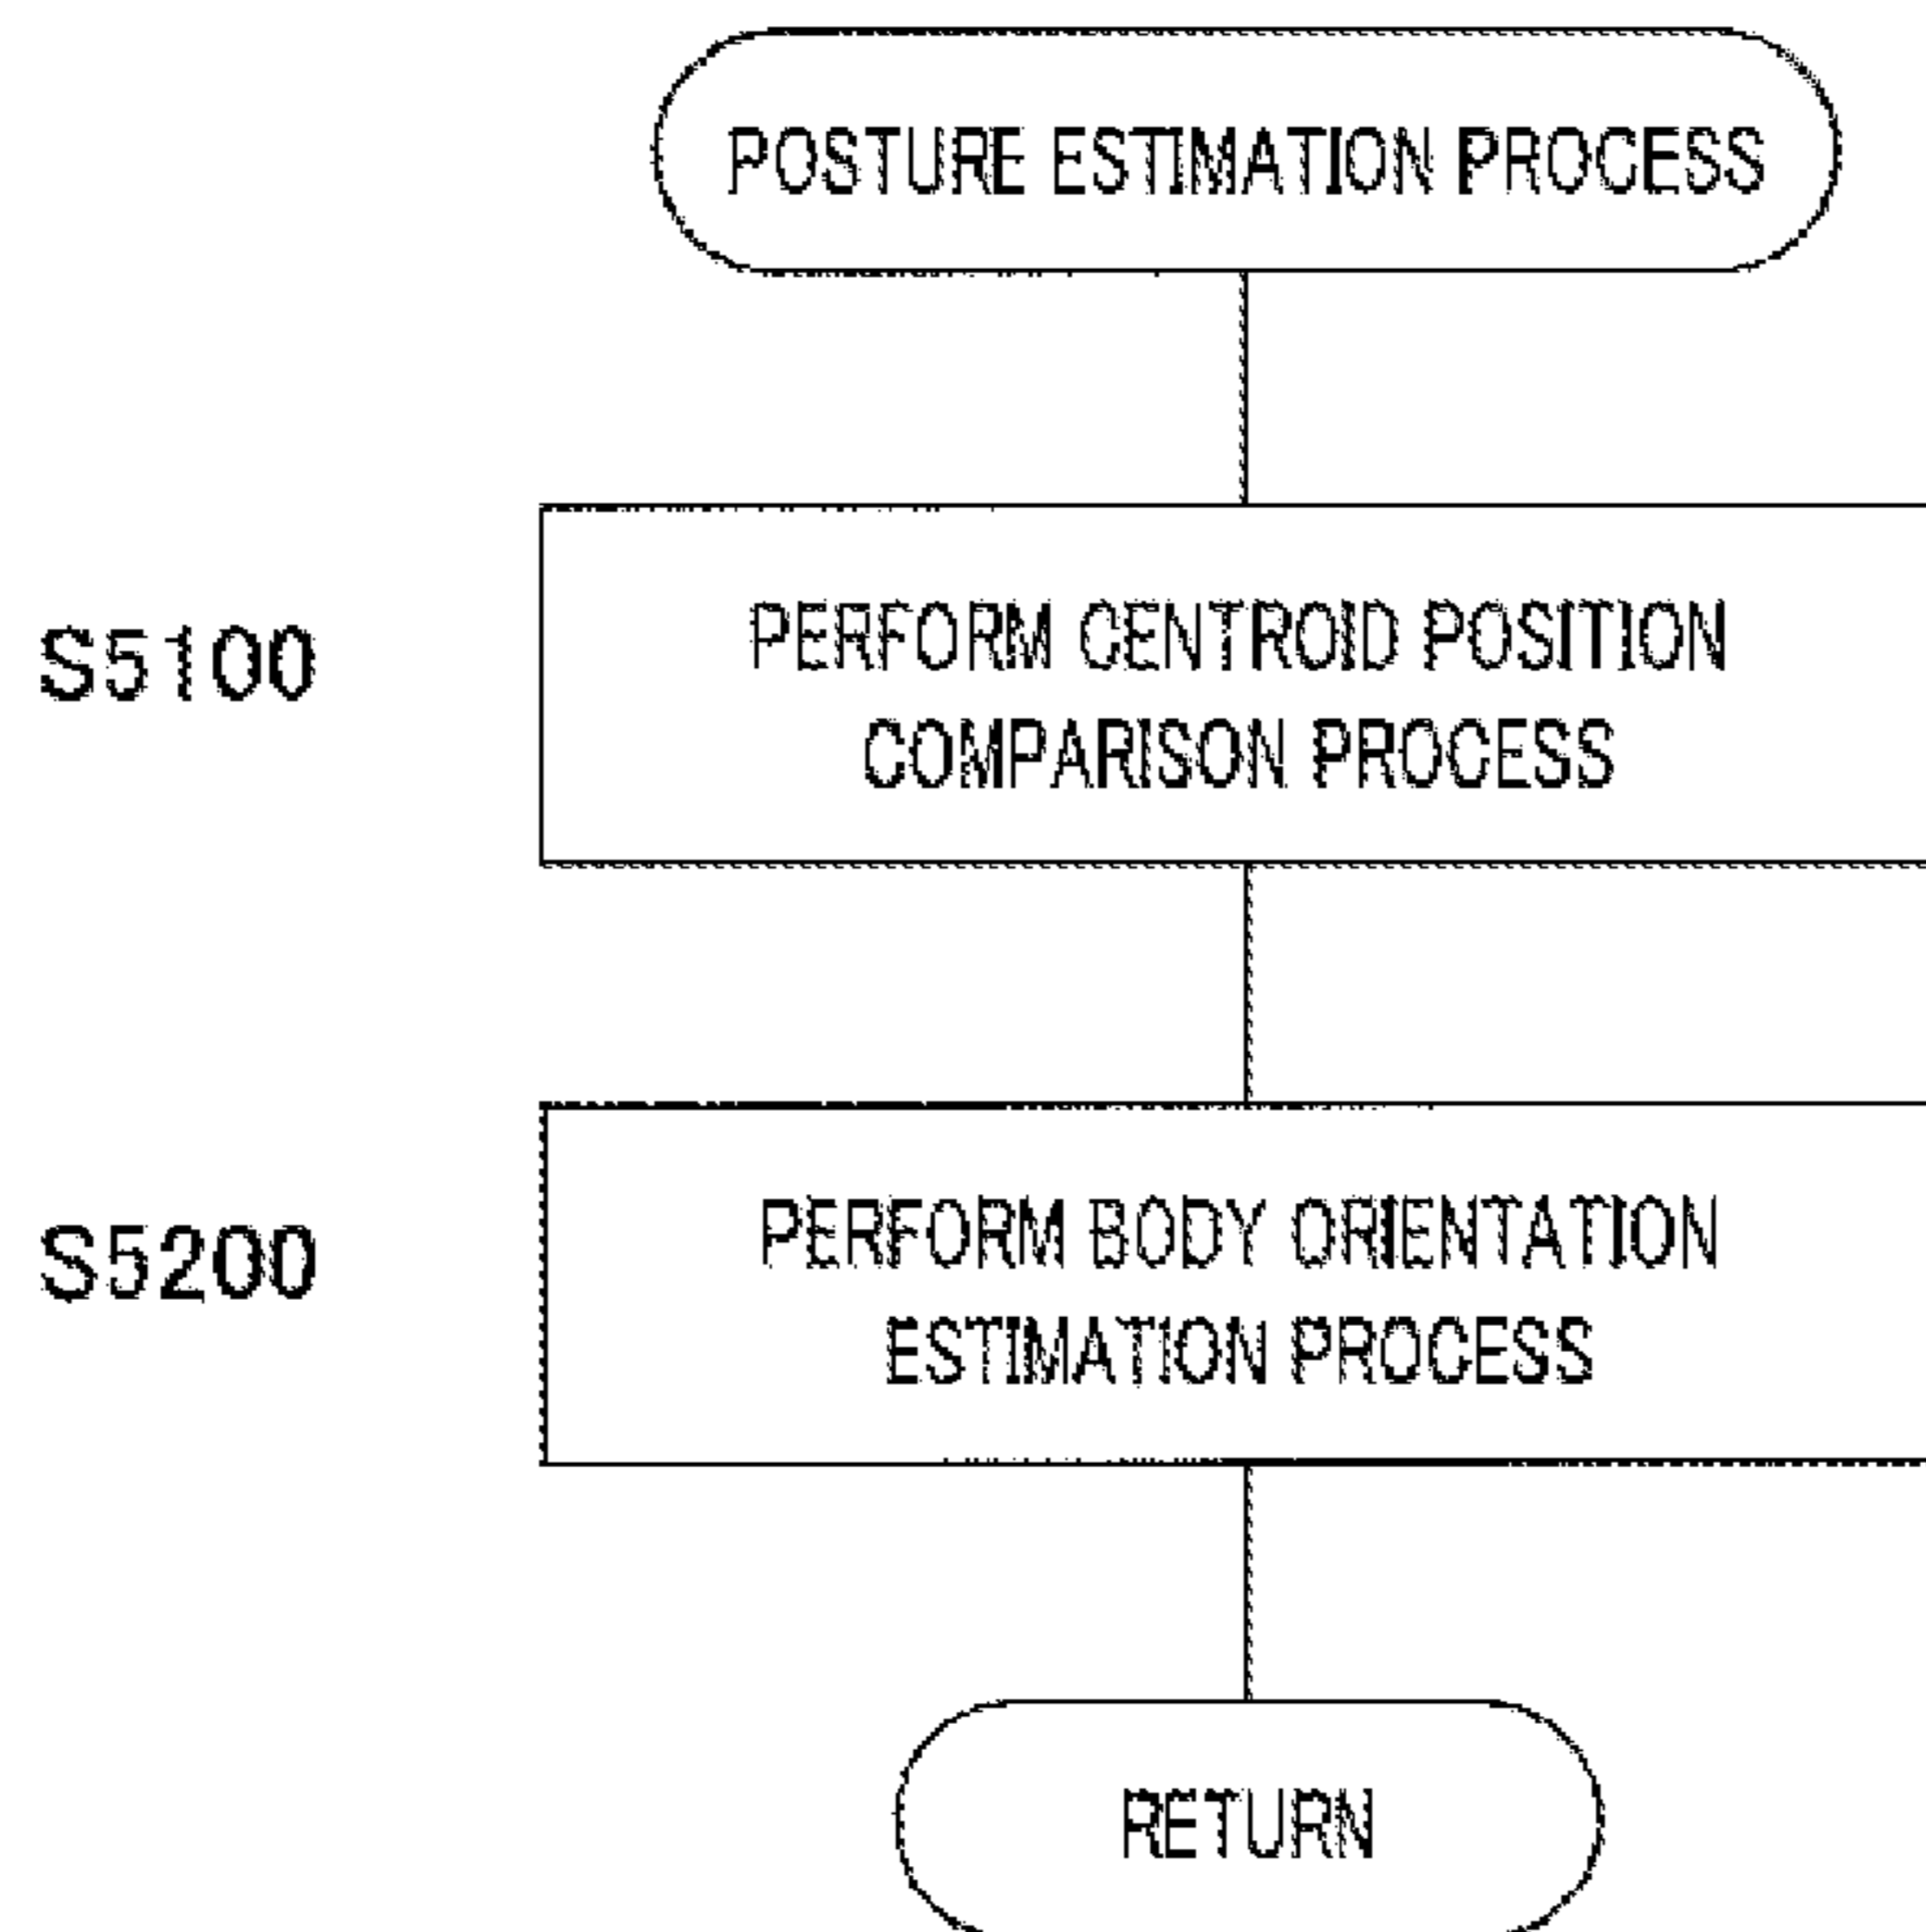 POSTURE ESTIMATION PROCESS
S5100
PERFORM CENTROID POSITION
COMPARISON PROCESS
S5200
PERFORM BODY ORIENTATION
ESTIMATION PROCESS
RETURN